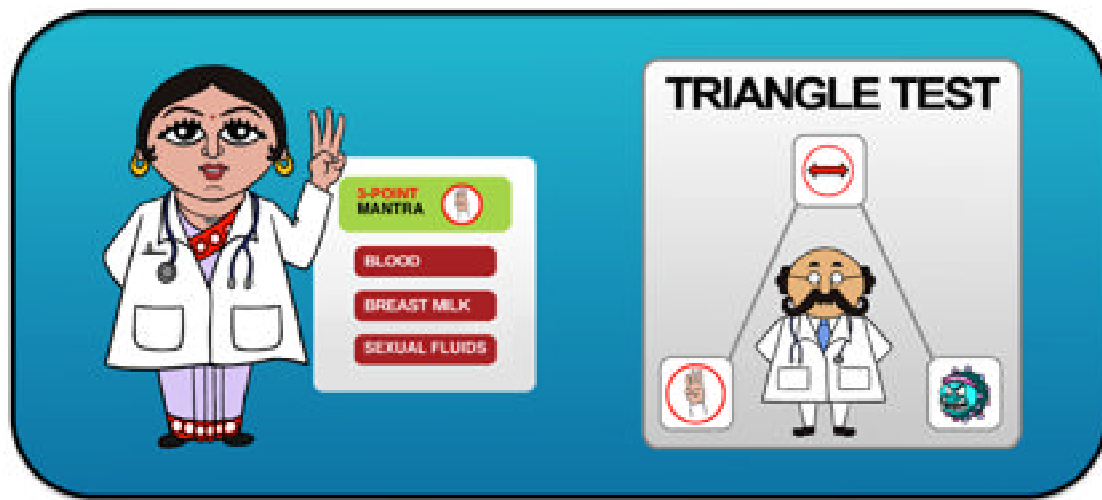 3-POINT
MANTRA
BLOOD
BREAST MILK
SEXUAL FLUIDS
TRIANGLE TEST